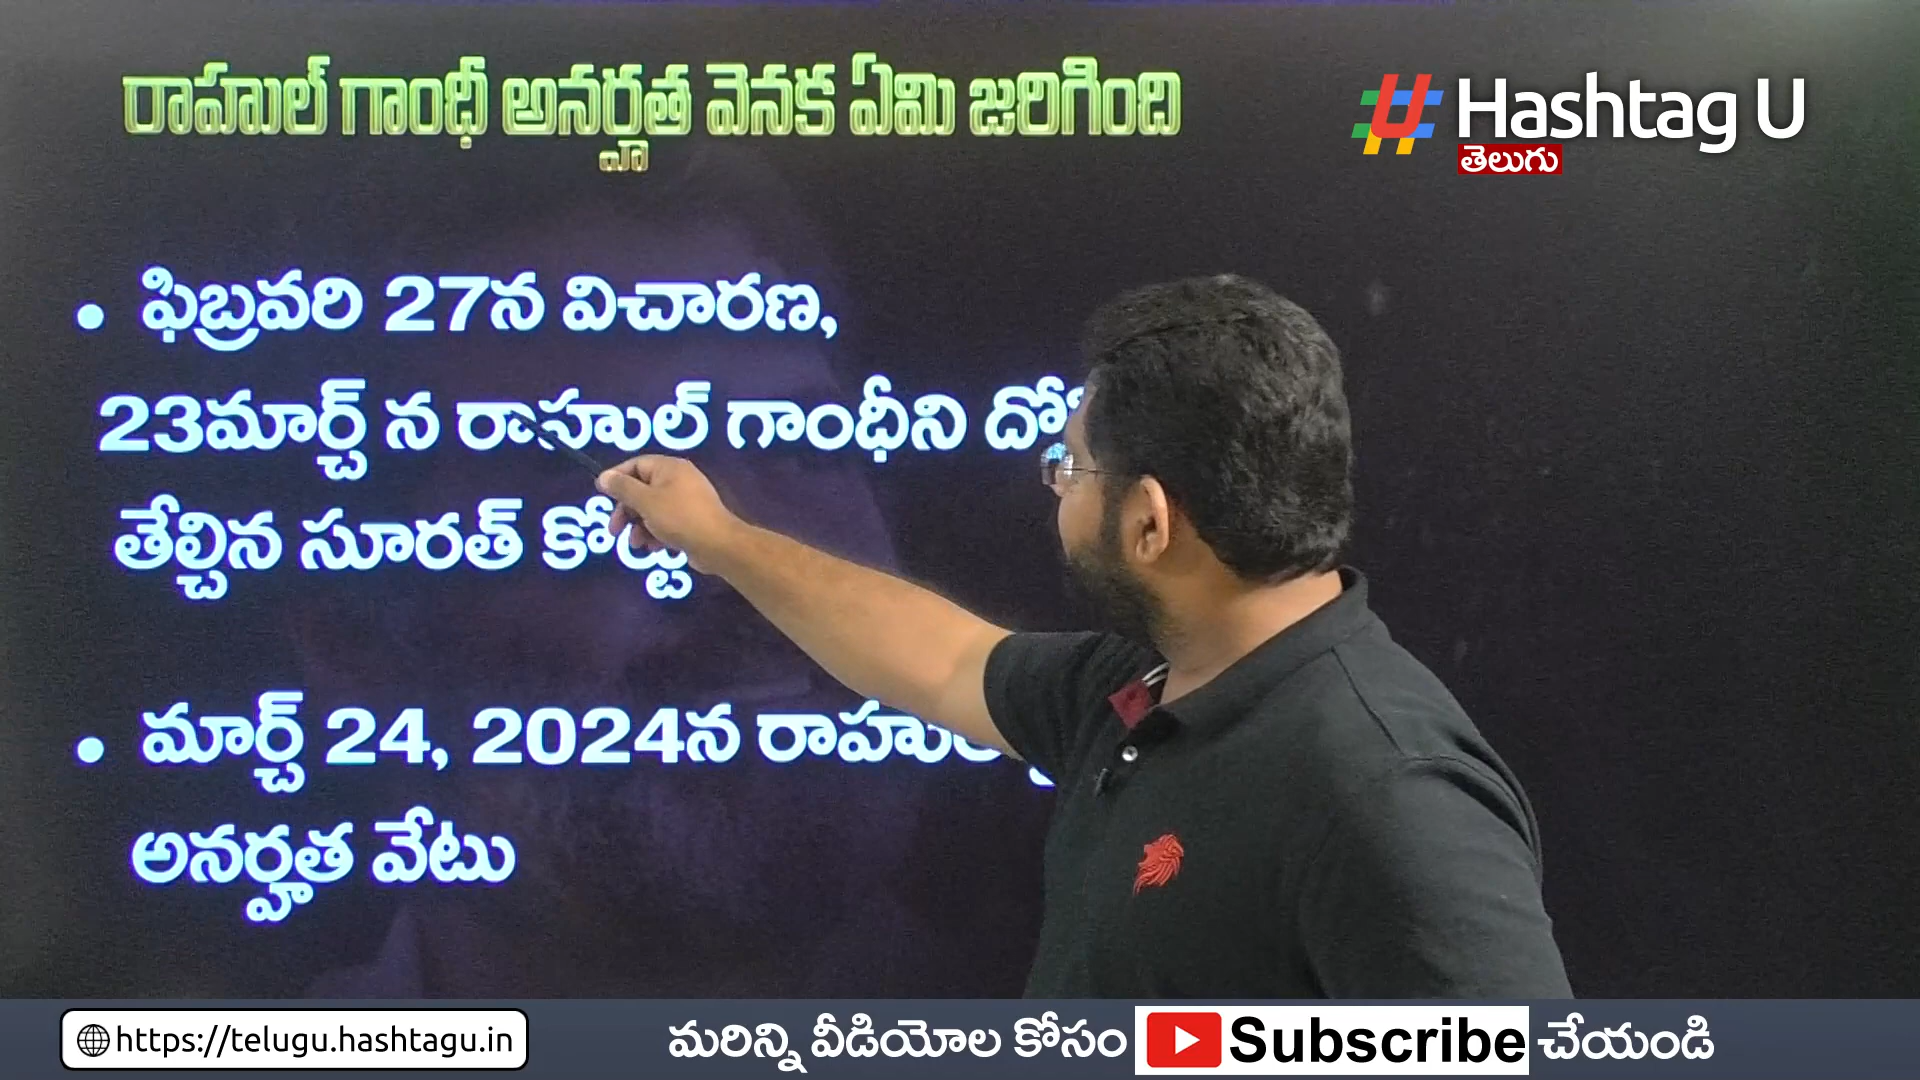 రాహుల్ గాంధీ అనర్హత వెనక ఏమి జరిగింది
# Hashtag U
తెలుగు
• ఫిబ్రవరి 27న విచారణ,
23మార్చ్ న రాహుల్ గాంధీని
తేల్చిన సూరత్ కోర్టు
• మార్చ్ 24, 2024న
అనర్హత వేటు
https://telugu.hashtagu.in
మరిన్ని వీడియోల కోసం Subscribe చేయండి